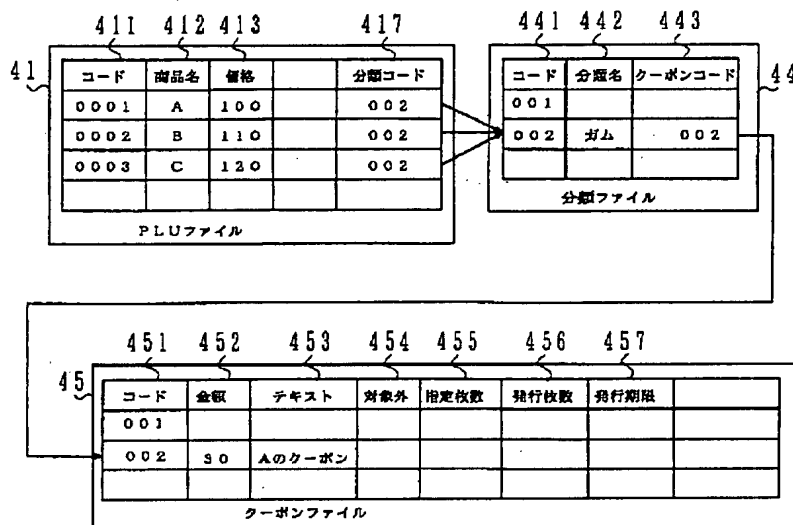 411 412 413 417
441 442 443
41
44
コード 商品名 価格 分類コード
0001 A 100 002
0002 B 110 002
0003 C 120 002
PLUファイル
コード 分類名 クーポンコード
001
002 ガム 002
分類ファイル
451 452 453 454 455 456 457
45
コード 金額 テキスト 対象外 指定枚数 発行枚数 発行期限
001
002 30 Aのクーポン
クーポンファイル